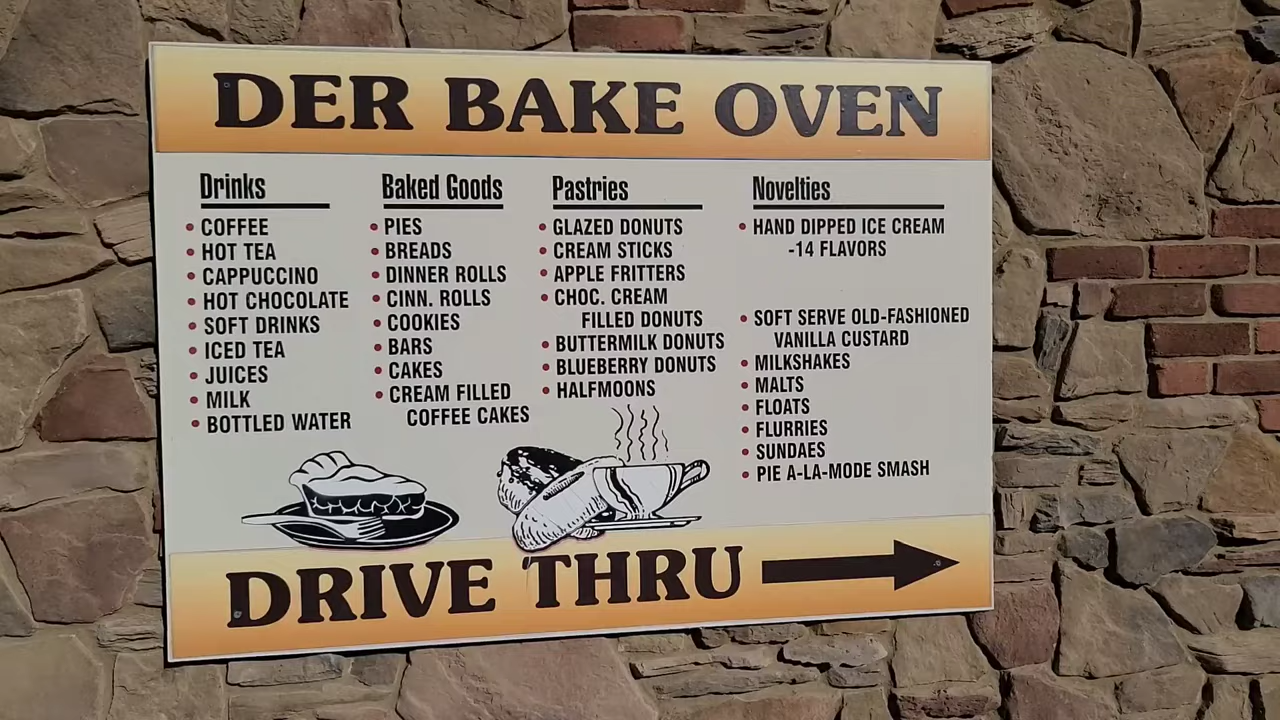 DER BAKE OVEN
Drinks
• COFFEE
• HOT TEA
• CAPPUCCINO
• HOT CHOCOLATE
• SOFT DRINKS
• ICED TEA
• JUICES
• MILK
• BOTTLED WATER
Baked Goods
• PIES
• BREADS
• DINNER ROLLS
• CINN. ROLLS
• COOKIES
• BARS
• CAKES
• CREAM FILLED
COFFEE CAKES
Pastries
• GLAZED DONUTS
• CREAM STICKS
• APPLE FRITTERS
• CHOC. CREAM
FILLED DONUTS
• BUTTERMILK DONUTS
• BLUEBERRY DONUTS
• HALFMOONS
Novelties
• HAND DIPPED ICE CREAM
-14 FLAVORS
• SOFT SERVE OLD-FASHIONED
VANILLA CUSTARD
• MILKSHAKES
• MALTS
• FLOATS
• FLURRIES
• SUNDAES
• PIE A-LA-MODE SMASH
DRIVE THRU